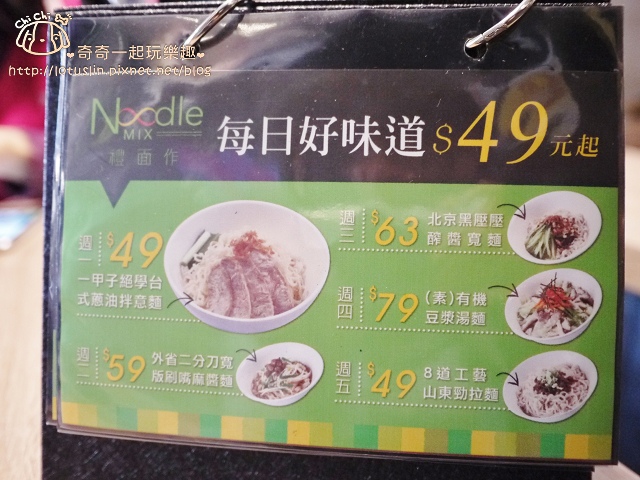 Chi Chi
奇奇一起玩樂趣
http://lotuslin.pixnet.net/blog
Noodle
MIX
禮面作
每日好味道$49元起
週一
$49
一甲子絕學台
式蔥油拌意麵
週二
$59
外省二分刀寬
版刷嘴麻醬麵
週三
$63
北京黑壓壓
醡醬寬麵
週四
$79
(素)有機
豆漿湯麵
週五
$49
8道工藝
山東勁拉麵